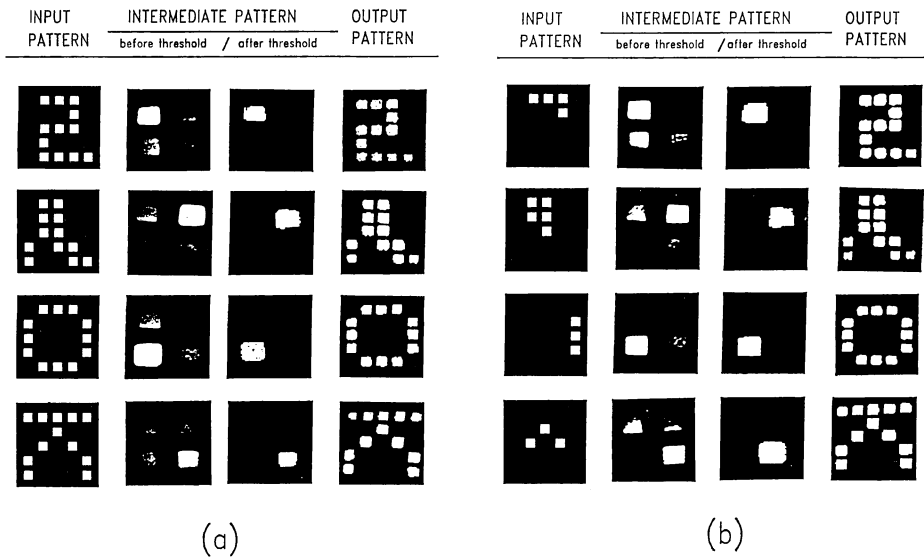 INPUT PATTERN
INTERMEDIATE PATTERN
before threshold / after threshold
OUTPUT PATTERN
INPUT PATTERN
INTERMEDIATE PATTERN
before threshold / after threshold
OUTPUT PATTERN
(a)
(b)